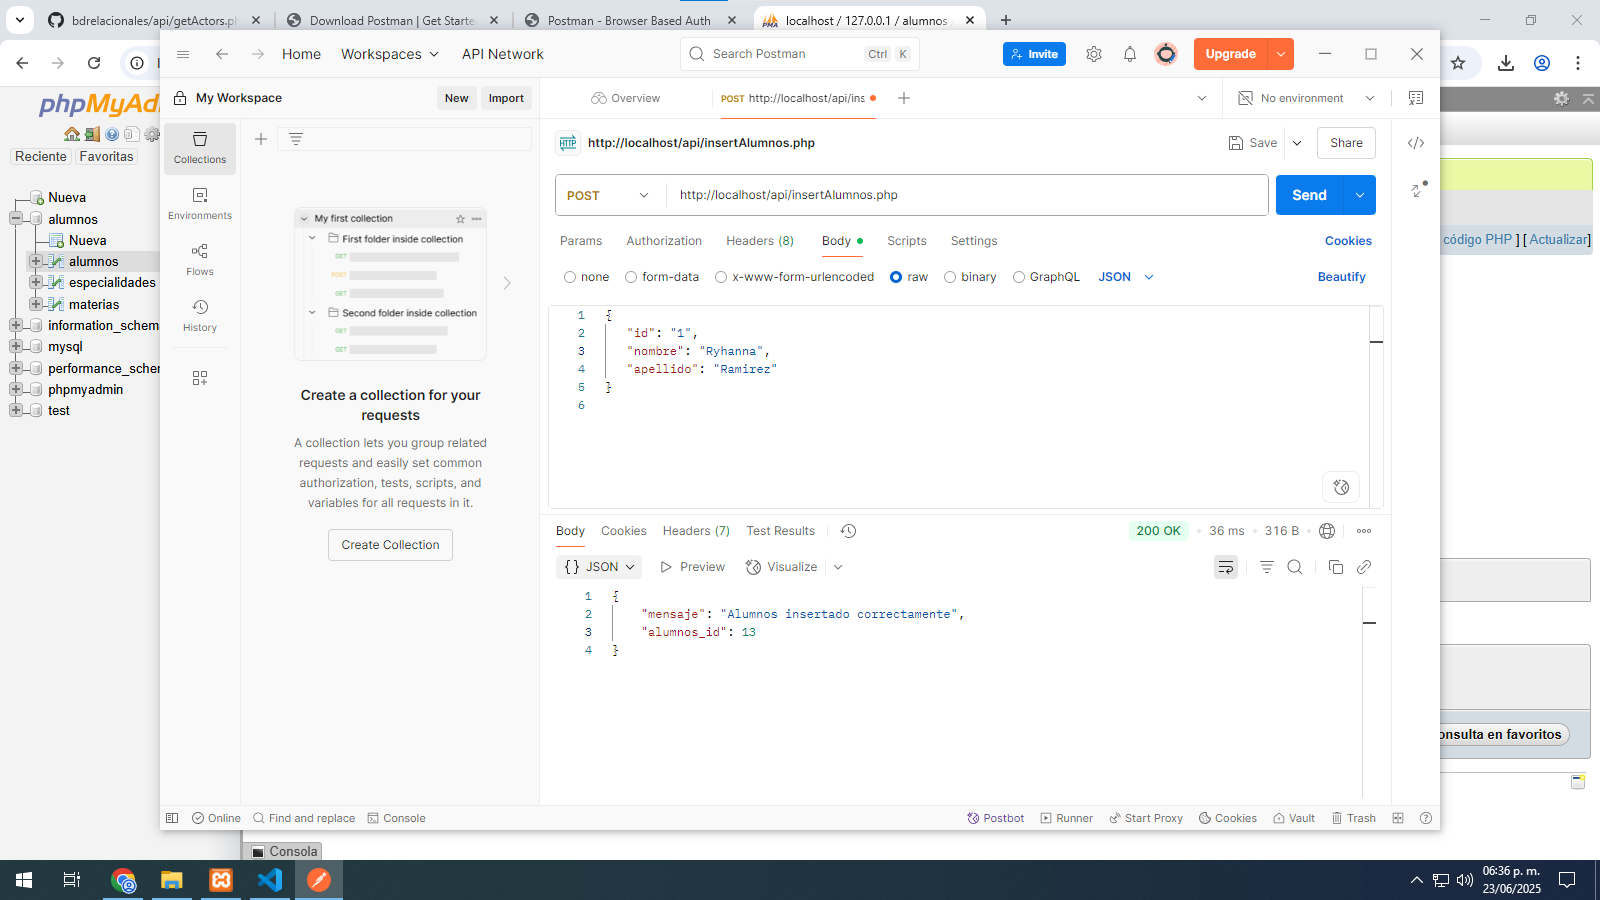 bdrelacionales/api/getActors.ph
Download Postman | Get Starte
Postman - Browser Based Auth
localhost / 127.0.0.1 / alumnos
phpMyAd
Reciente
Favoritas
Nueva
alumnos
Nueva
alumnos
especialidades
materias
information_schem
mysql
performance_scher
phpmyadmin
test
Home
Workspaces
API Network
Search Postman
Ctrl
K
Invite
Upgrade
My Workspace
New
Import
Overview
POST http://localhost/api/ins
No environment
Collections
Environments
Flows
History
My first collection
First folder inside collection
GET
POST
GET
Second folder inside collection
GET
GET
Create a collection for your
requests
A collection lets you group related
requests and easily set common
authorization, tests, scripts, and
variables for all requests in it.
Create Collection
HTTP
http://localhost/api/insertAlumnos.php
Save
Share
POST
http://localhost/api/insertAlumnos.php
Send
Params
Authorization
Headers (8)
Body
Scripts
Settings
Cookies
none
form-data
x-www-form-urlencoded
raw
binary
GraphQL
JSON
Beautify
1 {
2 "id": "1",
3 "nombre": "Ryhanna",
4 "apellido": "Ramirez"
5 }
6
Body
Cookies
Headers (7)
Test Results
200 OK
36 ms
316 B
{} JSON
Preview
Visualize
1 {
2 "mensaje": "Alumnos insertado correctamente",
3 "alumnos_id": 13
4 }
código PHP ] [ Actualizar]
onsulta en favoritos
Online
Find and replace
Console
Postbot
Runner
Start Proxy
Cookies
Vault
Trash
Consola
06:36 p. m.
23/06/2025